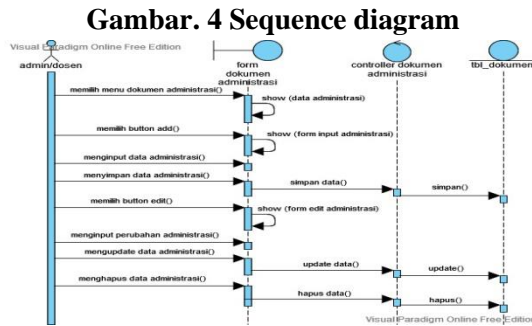 Gambar. 4 Sequence diagram
Visual Paradigm Online Free Edition
admin/dosen
form
dokumen
administrasi
controller dokumen
administrasi
tbl_dokumen
memilih menu dokumen administrasi()
show (data administrasi)
memilih button add()
show (form input administrasi)
menginput data administrasi()
menyimpan data administrasi()
simpan data()
simpan()
memilih button edit()
show (form edit administrasi)
menginput perubahan administrasi()
mengupdate data administrasi()
update data()
update()
menghapus data administrasi()
hapus data()
hapus()
Visual Paradigm Online Free Edition